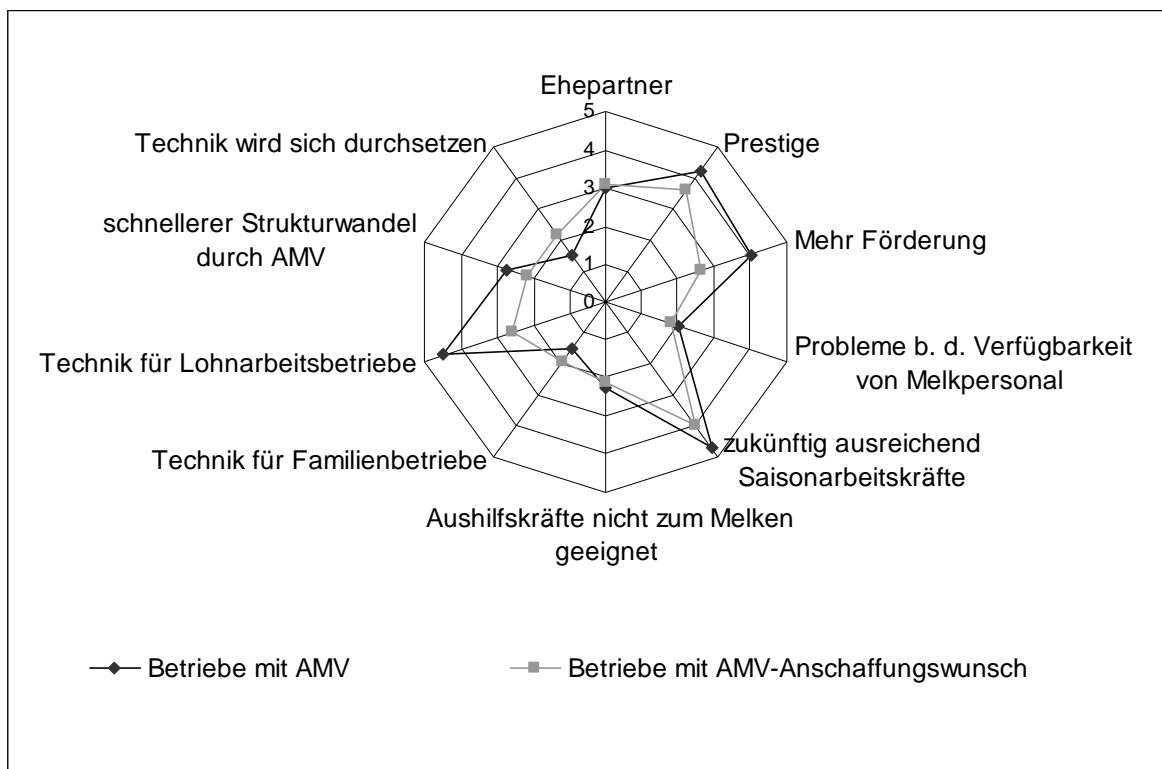 Ehepartner
5
4
3
2
1
0
Prestige
Mehr Förderung
Probleme b. d. Verfügbarkeit
von Melkpersonal
zukünftig ausreichend
Saisonarbeitskräfte
Aushilfskräfte nicht zum Melken
geeignet
Technik für Familienbetriebe
Technik für Lohnarbeitsbetriebe
schnellerer Strukturwandel
durch AMV
Technik wird sich durchsetzen
Betriebe mit AMV
Betriebe mit AMV-Anschaffungswunsch